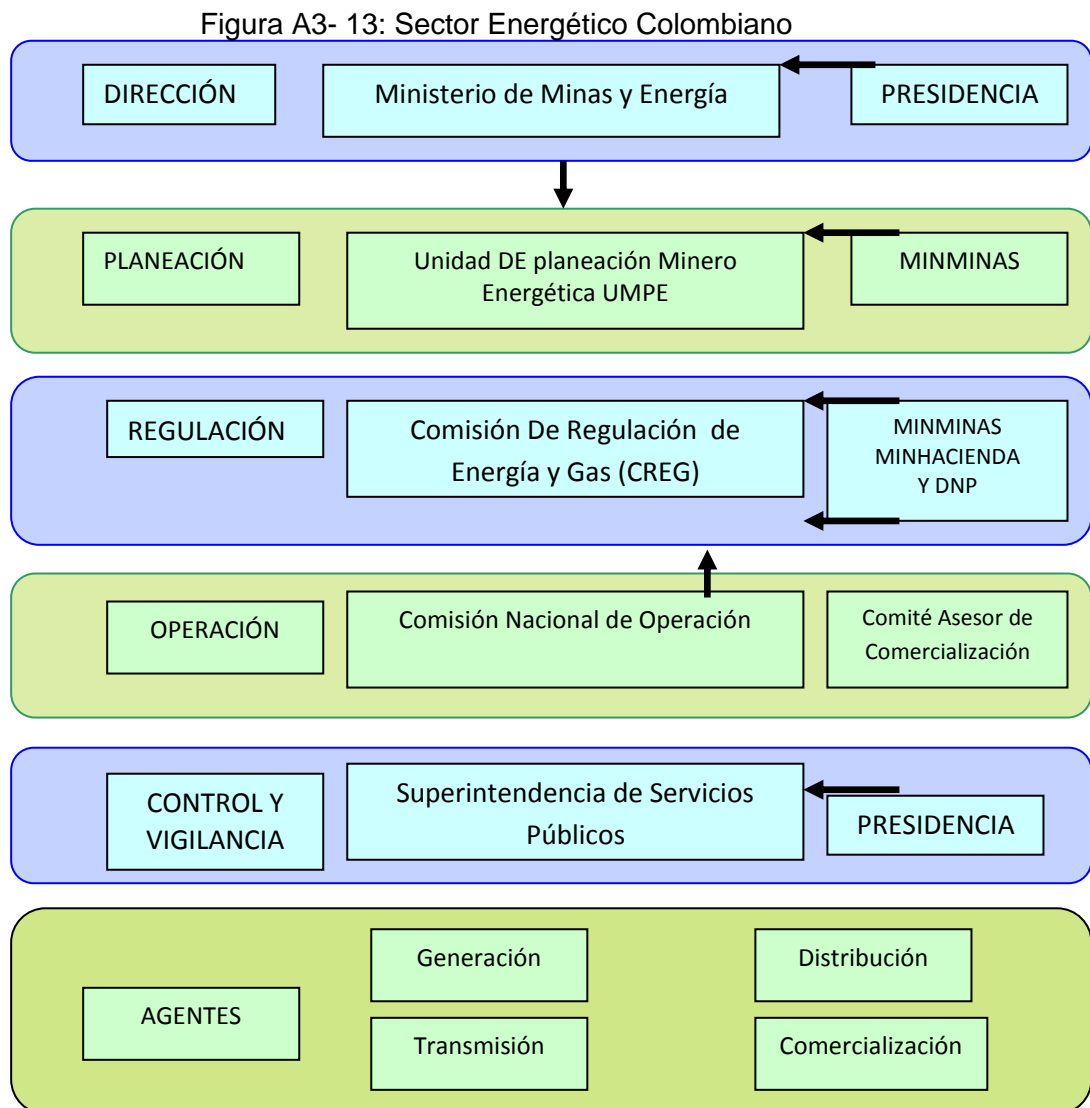 Figura A3- 13: Sector Energético Colombiano
DIRECCIÓN
Ministerio de Minas y Energía
PRESIDENCIA
PLANEACIÓN
Unidad DE planeación Minero
Energética UMPE
MINMINAS
REGULACIÓN
Comisión De Regulación de
Energía y Gas (CREG)
MINMINAS
MINHACIENDA
Y DNP
OPERACIÓN
Comisión Nacional de Operación
Comité Asesor de
Comercialización
CONTROL Y
VIGILANCIA
Superintendencia de Servicios
Públicos
PRESIDENCIA
AGENTES
Generación
Distribución
Transmisión
Comercialización